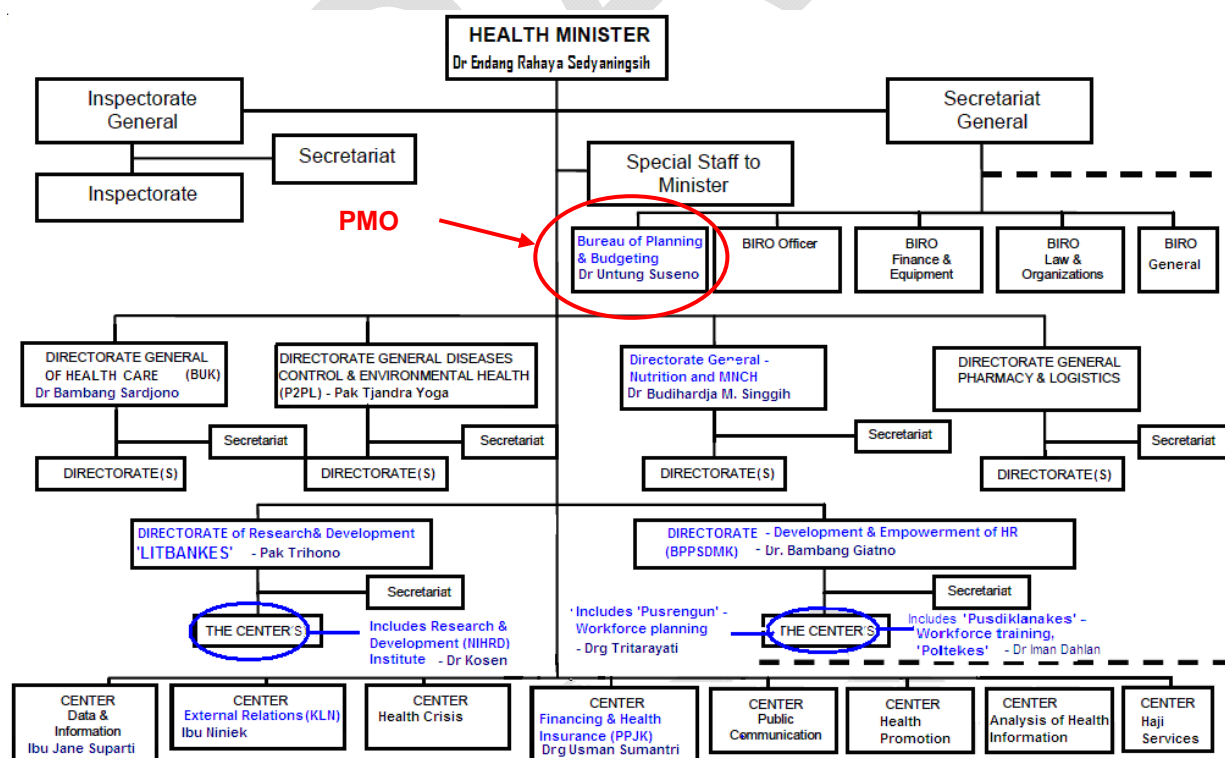 HEALTH MINISTER
Dr Endang Rahaya Sedyaningsih
Inspectorate
General
Secretariat
General
Secretariat
Inspectorate
Special Staff to
Minister
PMO
Bureau of Planning
& Budgeting
Dr Untung Suseno
BIRO Officer
BIRO
Finance &
Equipment
BIRO
Law &
Organizations
BIRO
General
DIRECTORATE GENERAL
OF HEALTH CARE (BUK)
Dr Bambang Sardjono
DIRECTORATE GENERAL DISEASES
CONTROL & ENVIRONMENTAL HEALTH
(P2PL) - Pak Tjandra Yoga
Directorate General -
Nutrition and MNCH
Dr Budihardja M. Singgih
DIRECTORATE GENERAL
PHARMACY & LOGISTICS
Secretariat
Secretariat
Secretariat
Secretariat
DIRECTORATE(S)
DIRECTORATE(S)
DIRECTORATE(S)
DIRECTORATE(S)
DIRECTORATE of Research& Development
'LITBANKES' - Pak Trihono
DIRECTORATE - Development & Empowerment of HR
(BPPSDMK) - Dr. Bambang Giatno
Secretariat
Secretariat
THE CENTER'S
Includes Research &
Development (NIHRD)
Institute - Dr Kosen
' Includes 'Pusrengun' -
Workforce planning
- Drg Tritarayati
THE CENTER'S
Includes 'Pusdiklanakes' -
Workforce training,
'Poltekes' - Dr Iman Dahlan
CENTER
Data &
Information
Ibu Jane Suparti
CENTER
External Relations (KLN)
Ibu Niniek
CENTER
Health Crisis
CENTER
Financing & Health
Insurance (PPJK)
Drg Usman Sumantri
CENTER
Public
Communication
CENTER
Health
Promotion
CENTER
Analysis of Health
Information
CENTER
Haji
Services